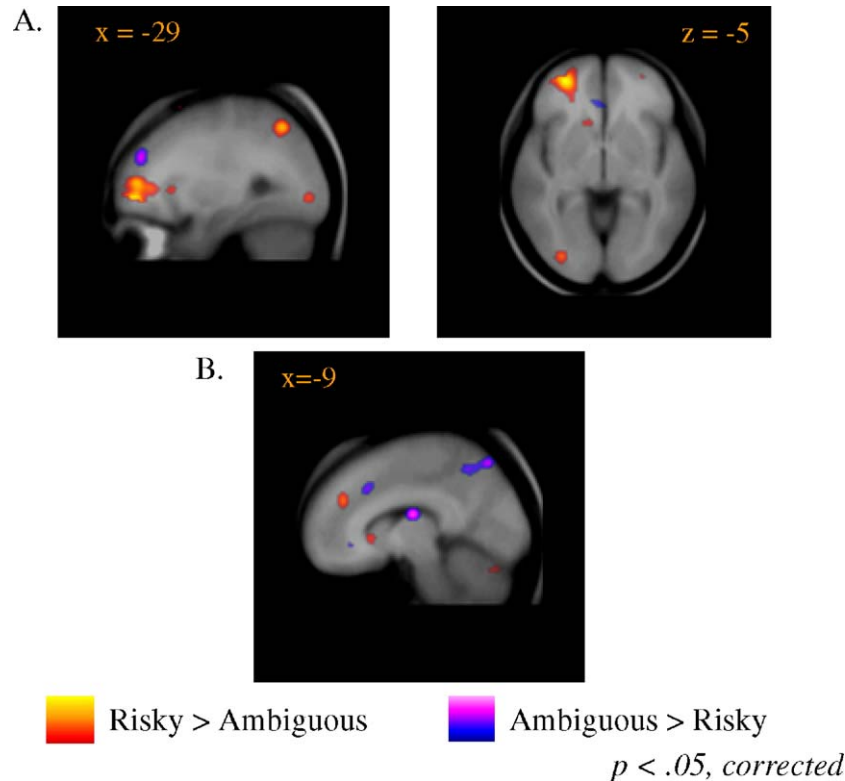 A.
x = -29
z = -5
B.
x=-9
Risky > Ambiguous
Ambiguous > Risky
p < .05, corrected